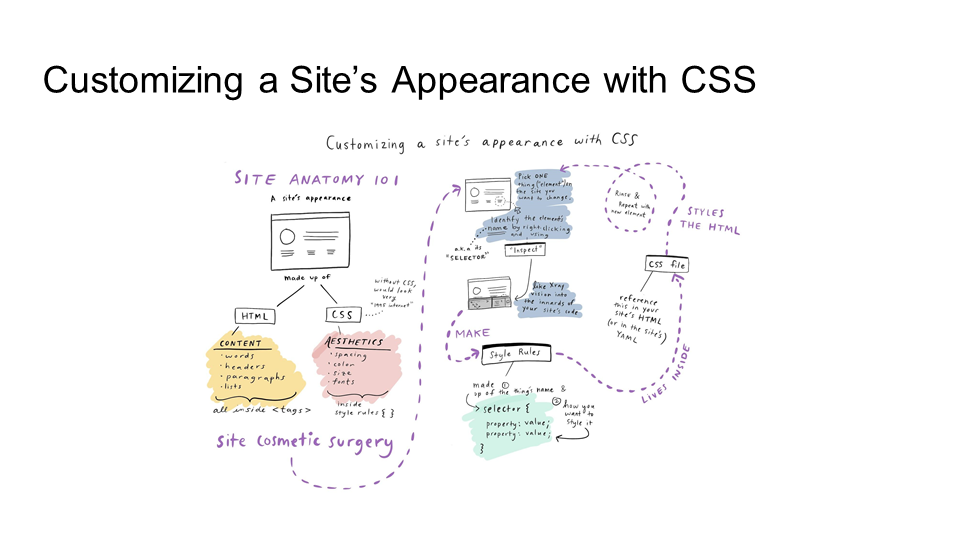 Customizing a Site's Appearance with CSS
Customizing a site's appearance with CSS
SITE ANATOMY 101
A site's appearance
made up of
HTML
CSS
without CSS,
would look
very
CONTENT
• words
• headers
• paragraphs
• lists
all inside <tags>
AESTHETICS
• spacing
• color
• size
• fonts
inside
style rules { }
Site Cosmetic surgery
Pick ONE
thing ("element") on
the site you
want to change.
Identify the element's
name by right clicking
and using
a.k.a its
"SELECTOR"
"Inspect"
Take Xray
vision into
the innards of
your site's code
MAKE
Style Rules
made ①
up of the thing's name &
② how you
want to
style it
selector {
property: value;
property: value;
}
LIVES INSIDE
CSS file
reference
this in your
site's HTML
(or in the site's)
YAML
STYLES
THE HTML
Rinse &
Repeat with
new element